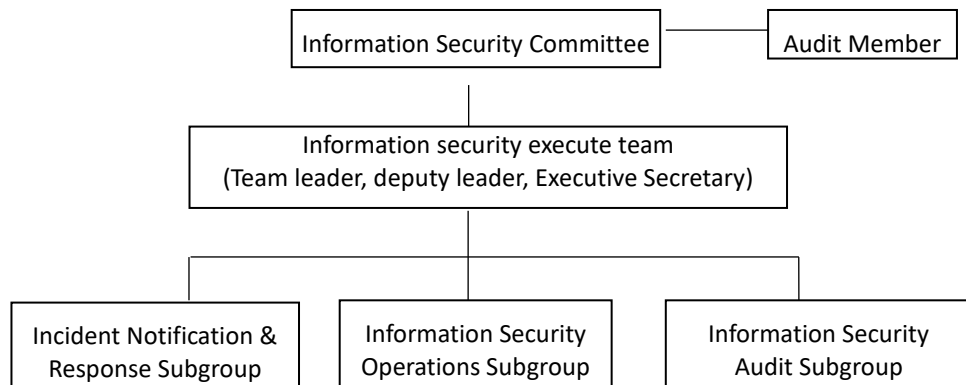 Information Security Committee
Audit Member
Information security execute team
(Team leader, deputy leader, Executive Secretary)
Incident Notification &
Response Subgroup
Information Security
Operations Subgroup
Information Security
Audit Subgroup